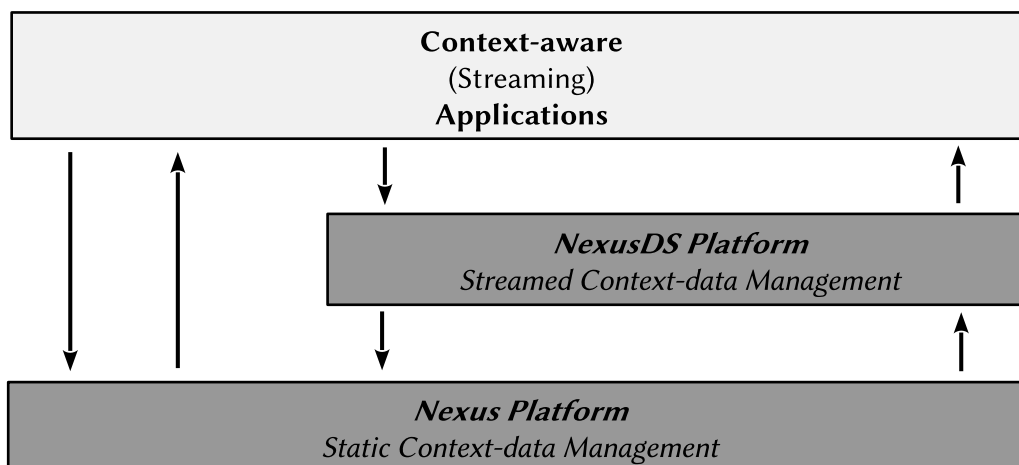 Context-aware
(Streaming)
Applications
NexusDS Platform
Streamed Context-data Management
Nexus Platform
Static Context-data Management